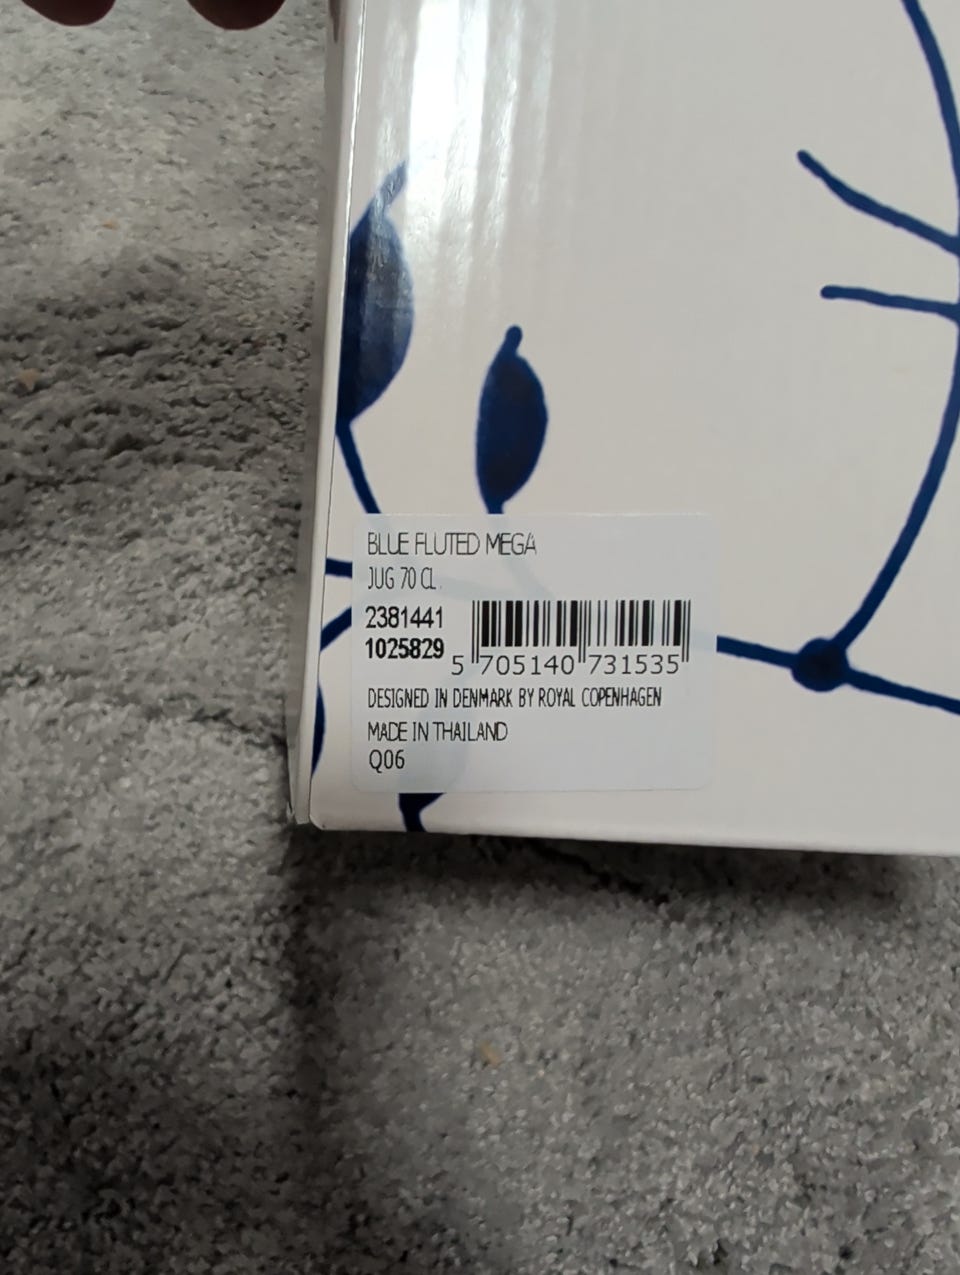 BLUE FLUTED MEGA
JUG 70 CL.
2381441
1025829
5 705140 731535
DESIGNED IN DENMARK BY ROYAL COPENHAGEN
MADE IN THAILAND
Q06